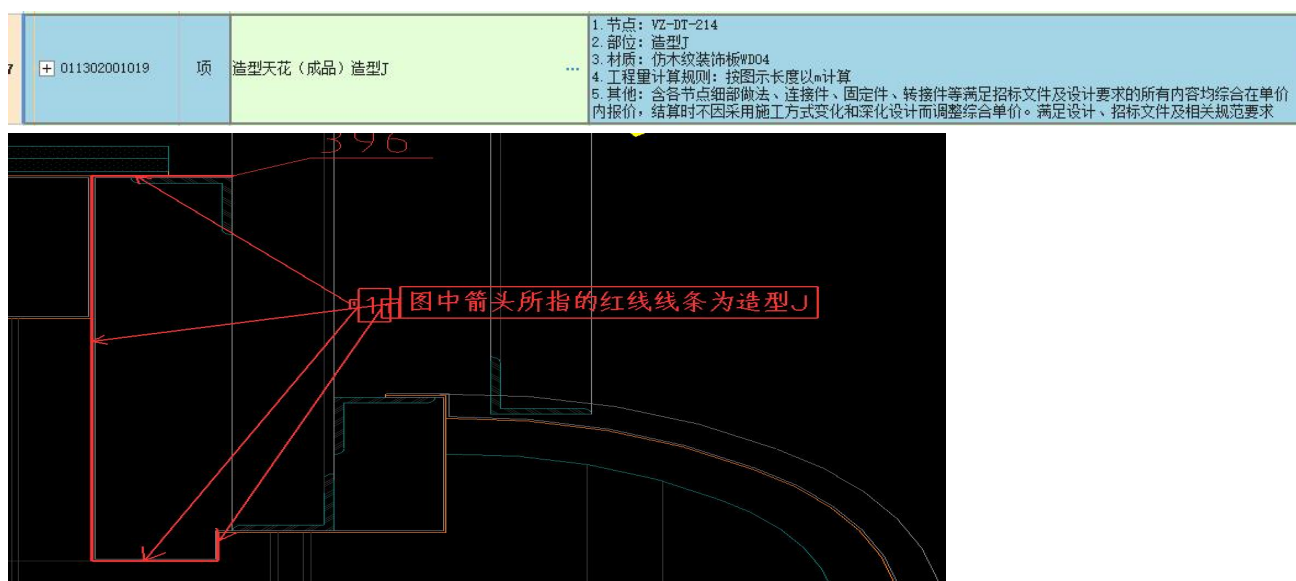 7
011302001019
项
造型天花（成品）造型J
...
1.节点：VZ-DT-214
2.部位：造型J
3.材质：仿木纹装饰板WD04
4.工程量计算规则：按图示长度以m计算
5.其他：含各节点细部做法、连接件、固定件、转接件等满足招标文件及设计要求的所有内容均综合在单价
内报价，结算时不因采用施工方式变化和深化设计而调整综合单价。满足设计、招标文件及相关规范要求
396
图中箭头所指的红线线条为造型J